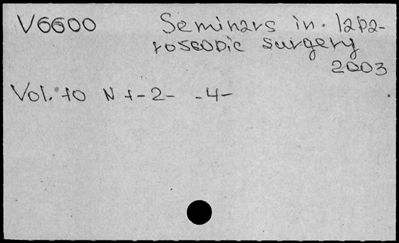 V6600 Seminars in lapa-
roscopic surgery
2003
Vol. 10 N 1-2- -4-